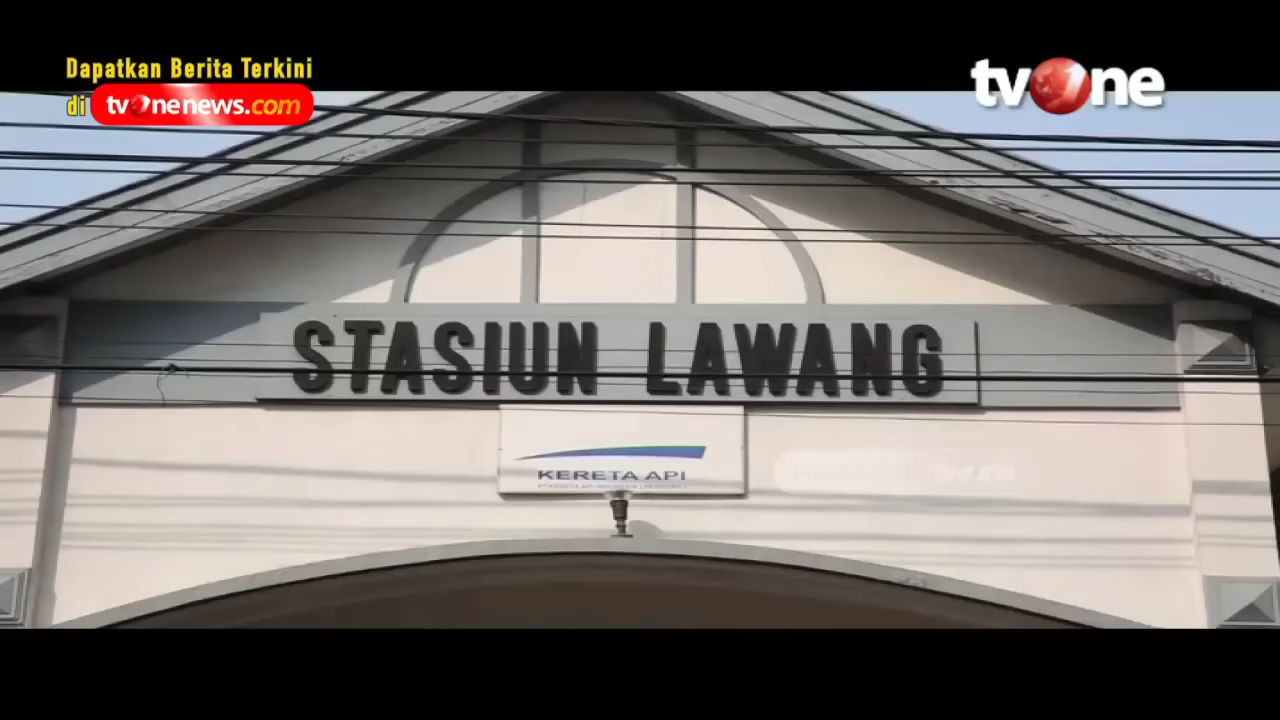 Dapatkan Berita Terkini
di tvOnenews.com
tvOne
STASIUN LAWANG
KERETA API